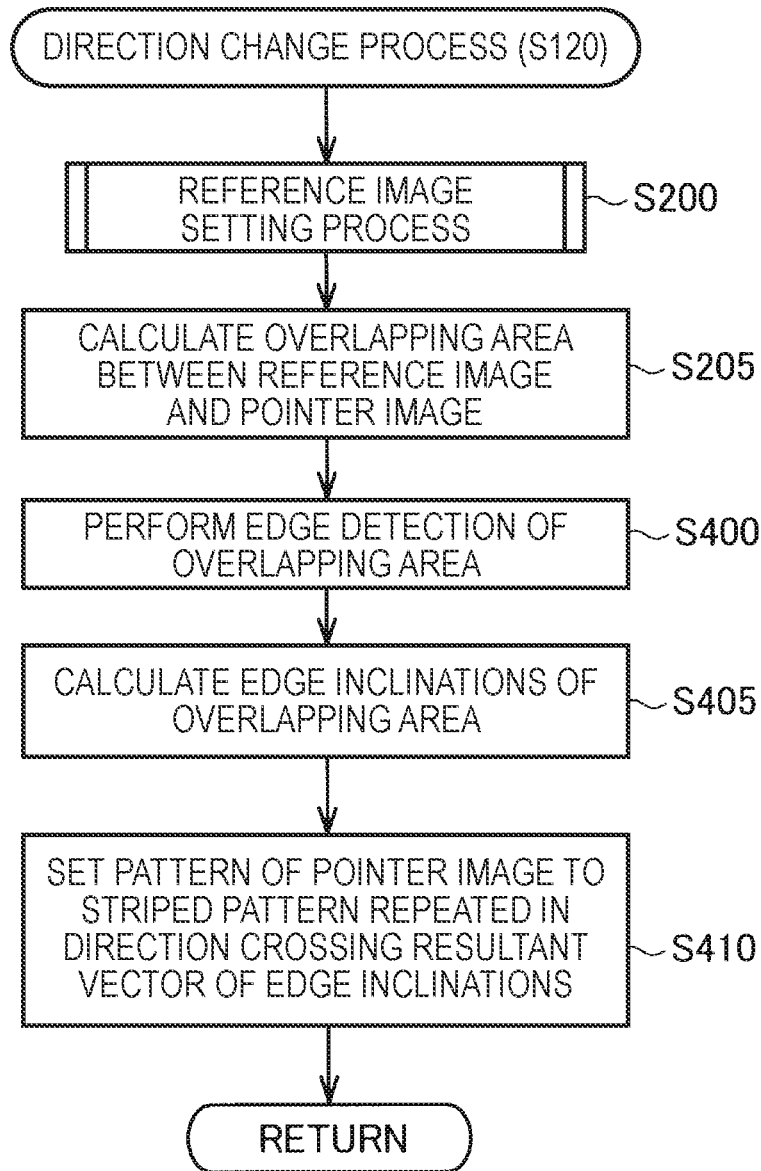 DIRECTION CHANGE PROCESS (S120)
REFERENCE IMAGE
SETTING PROCESS
S200
CALCULATE OVERLAPPING AREA
BETWEEN REFERENCE IMAGE
AND POINTER IMAGE
S205
PERFORM EDGE DETECTION OF
OVERLAPPING AREA
S400
CALCULATE EDGE INCLINATIONS OF
OVERLAPPING AREA
S405
SET PATTERN OF POINTER IMAGE TO
STRIPED PATTERN REPEATED IN
DIRECTION CROSSING RESULTANT
VECTOR OF EDGE INCLINATIONS
S410
RETURN